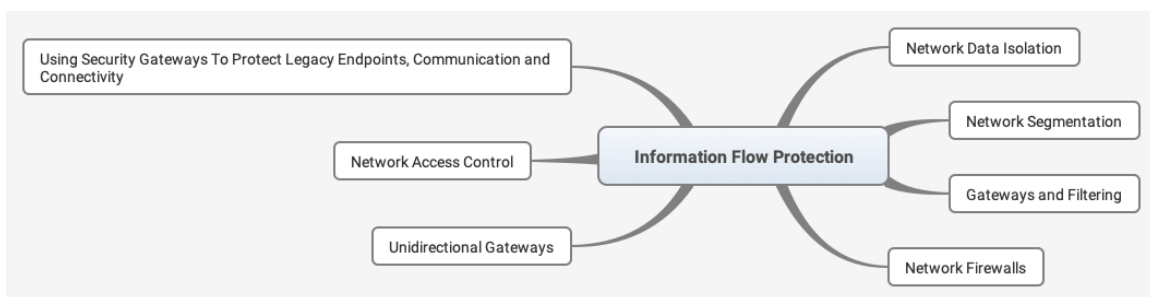 Using Security Gateways To Protect Legacy Endpoints, Communication and
Connectivity
Network Access Control
Unidirectional Gateways
Information Flow Protection
Network Data Isolation
Network Segmentation
Gateways and Filtering
Network Firewalls